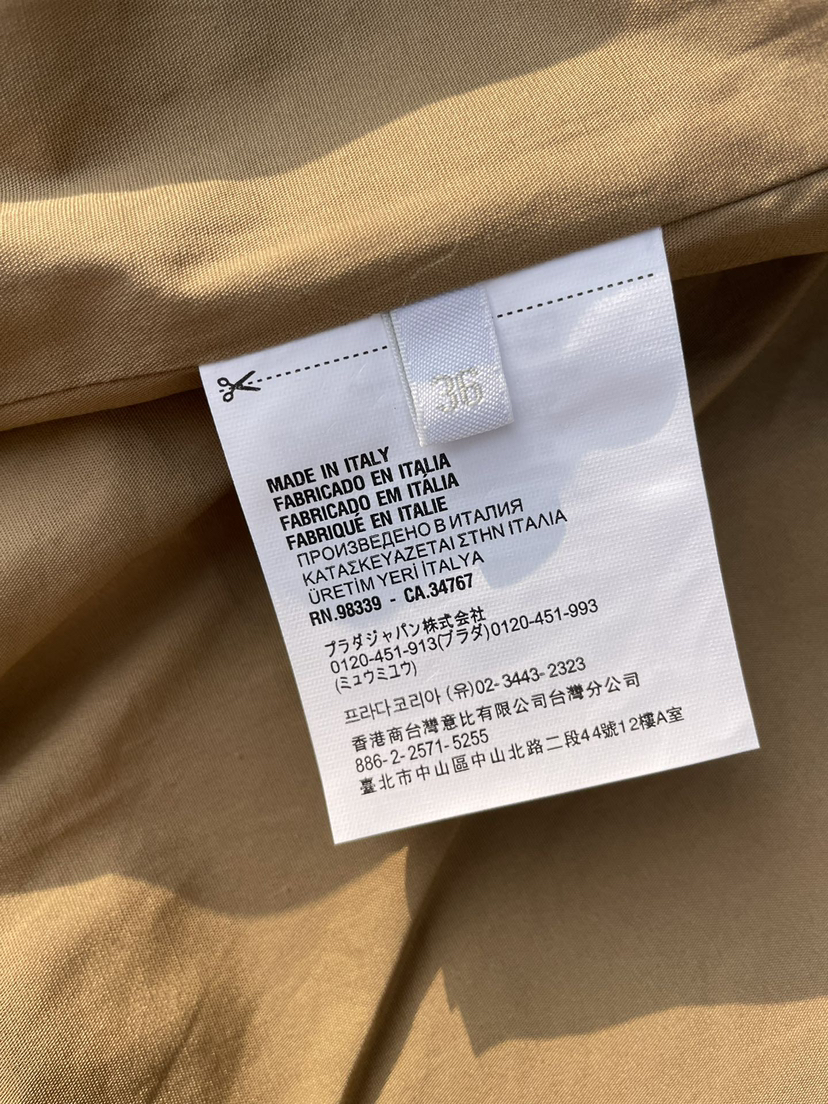 36
MADE IN ITALY
FABRICADO EN ITALIA
FABRICADO EM ITÁLIA
FABRIQUÉ EN ITALIE
ПРОИЗВЕДЕНО В ИТАЛИЯ
ΚΑΤΑΣΚΕΥΑΖΕΤΑΙ ΣΤΗΝ ΙΤΑΛΙΑ
ÜRETİM YERİ İTALYA
RN.98339 - CA.34767
プラダジャパン株式会社
0120-451-913(プラダ)0120-451-993
(ミュウミュウ)
프라다코리아 (유)02-3443-2323
香港商台灣意比有限公司台灣分公司
886-2-2571-5255
臺北市中山區中山北路二段44號12樓A室